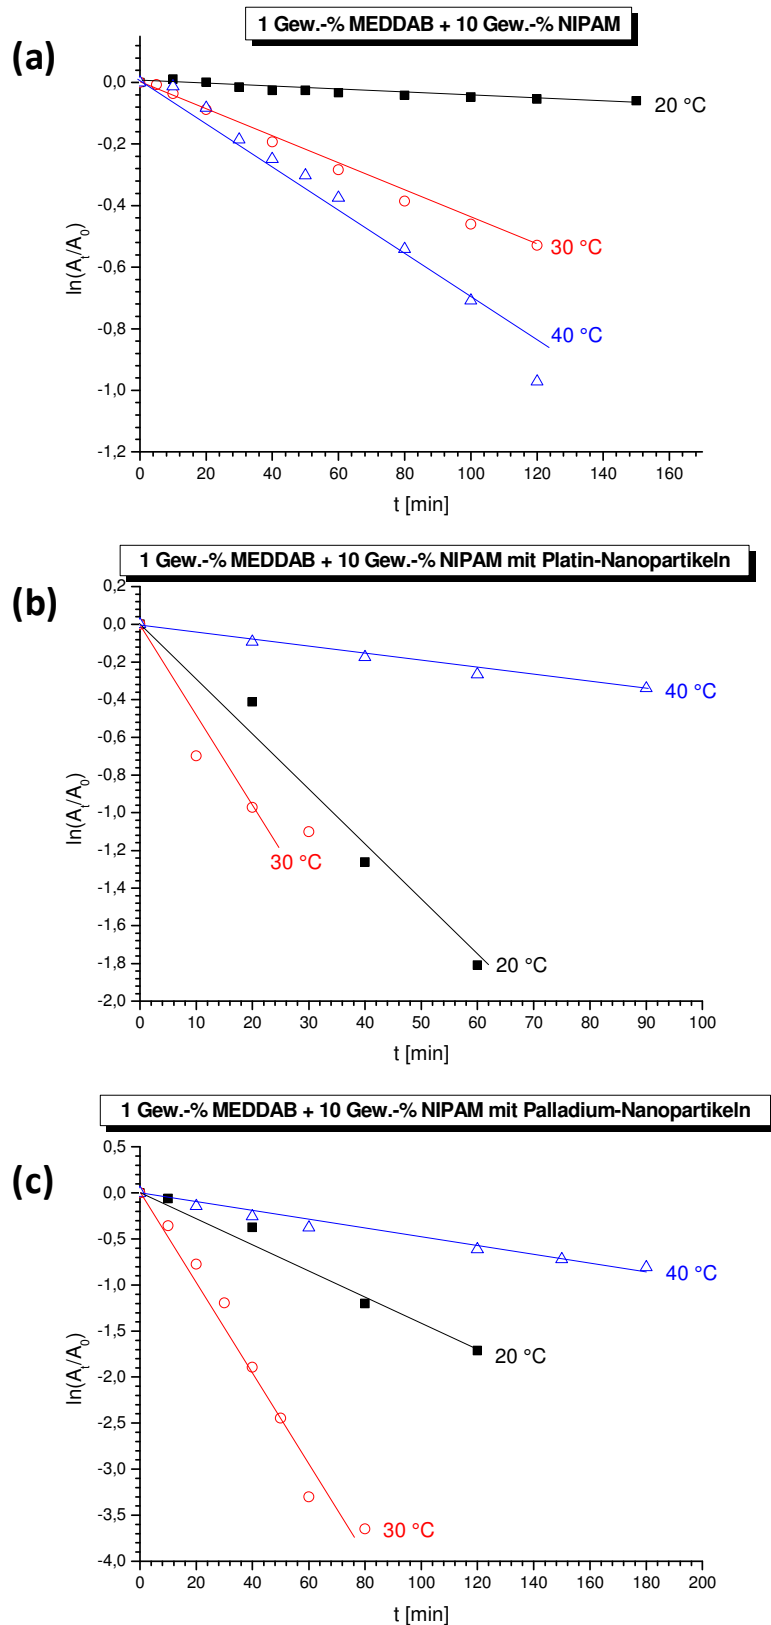 1 Gew.-% MEDDAB + 10 Gew.-% NIPAM
(a)
0,0
-0,2
-0,4
-0,6
-0,8
-1,0
-1,2
ln(At/A0)
20 °C
30 °C
40 °C
0 20 40 60 80 100 120 140 160
t [min]
1 Gew.-% MEDDAB + 10 Gew.-% NIPAM mit Platin-Nanopartikeln
(b)
0,2
0,0
-0,2
-0,4
-0,6
-0,8
-1,0
-1,2
-1,4
-1,6
-1,8
-2,0
ln(At/A0)
40 °C
30 °C
20 °C
0 10 20 30 40 50 60 70 80 90 100
t [min]
1 Gew.-% MEDDAB + 10 Gew.-% NIPAM mit Palladium-Nanopartikeln
(c)
0,5
0,0
-0,5
-1,0
-1,5
-2,0
-2,5
-3,0
-3,5
-4,0
ln(At/A0)
40 °C
20 °C
30 °C
0 20 40 60 80 100 120 140 160 180 200
t [min]